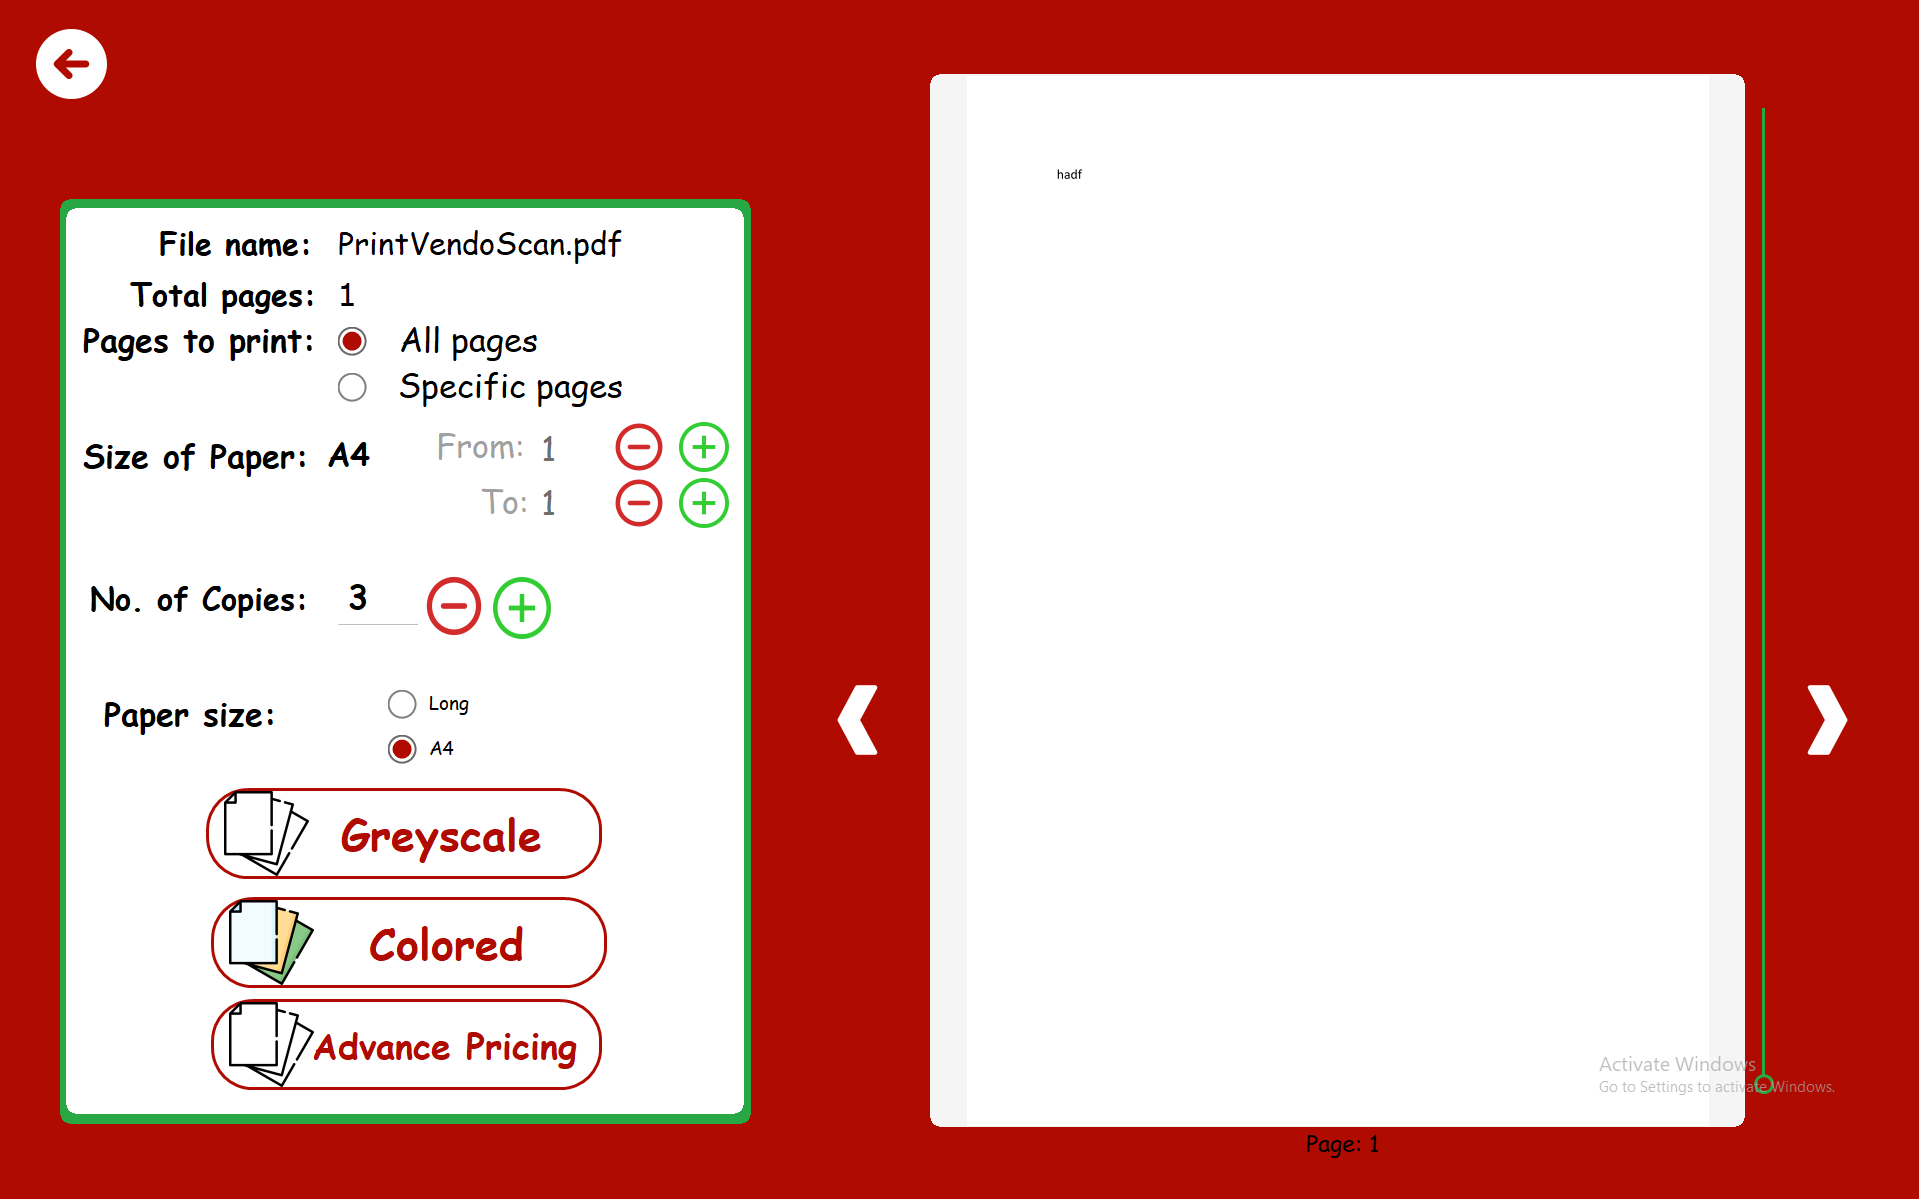 File name: PrintVendoScan.pdf
Total pages: 1
Pages to print: All pages
Specific pages
Size of Paper: A4 From: 1
To: 1
No. of Copies: 3
Paper size: Long
A4
Greyscale
Colored
Advance Pricing
hadf
Activate Windows
Go to Settings to activate Windows.
Page: 1